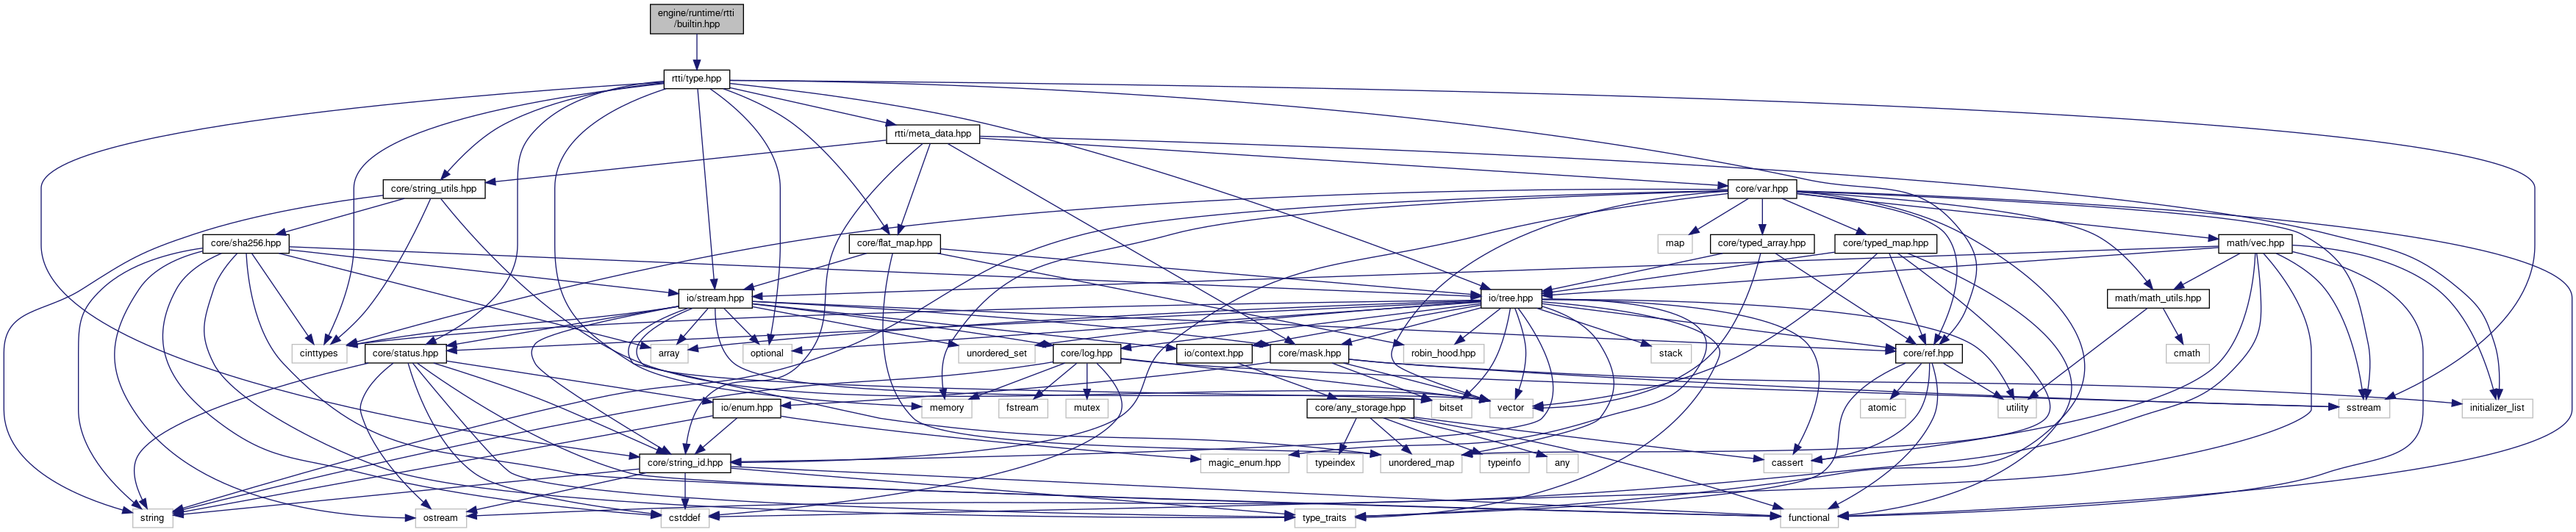 engine/runtime/rtti
/builtin.hpp
rtti/type.hpp
rtti/meta_data.hpp
core/string_utils.hpp
core/var.hpp
core/sha256.hpp
core/flat_map.hpp
map
core/typed_array.hpp
core/typed_map.hpp
math/vec.hpp
io/stream.hpp
io/tree.hpp
math/math_utils.hpp
cinttypes
core/status.hpp
array
optional
unordered_set
core/log.hpp
io/context.hpp
core/mask.hpp
robin_hood.hpp
stack
core/ref.hpp
cmath
io/enum.hpp
memory
fstream
mutex
core/any_storage.hpp
bitset
vector
atomic
utility
sstream
initializer_list
core/string_id.hpp
magic_enum.hpp
typeindex
unordered_map
typeinfo
any
cassert
string
ostream
cstddef
type_traits
functional